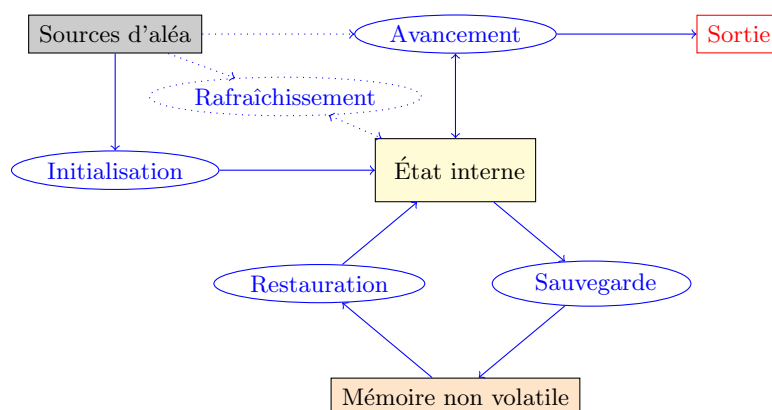 Sources d'aléa
Avancement
Sortie
Rafraîchissement
Initialisation
État interne
Restauration
Sauvegarde
Mémoire non volatile